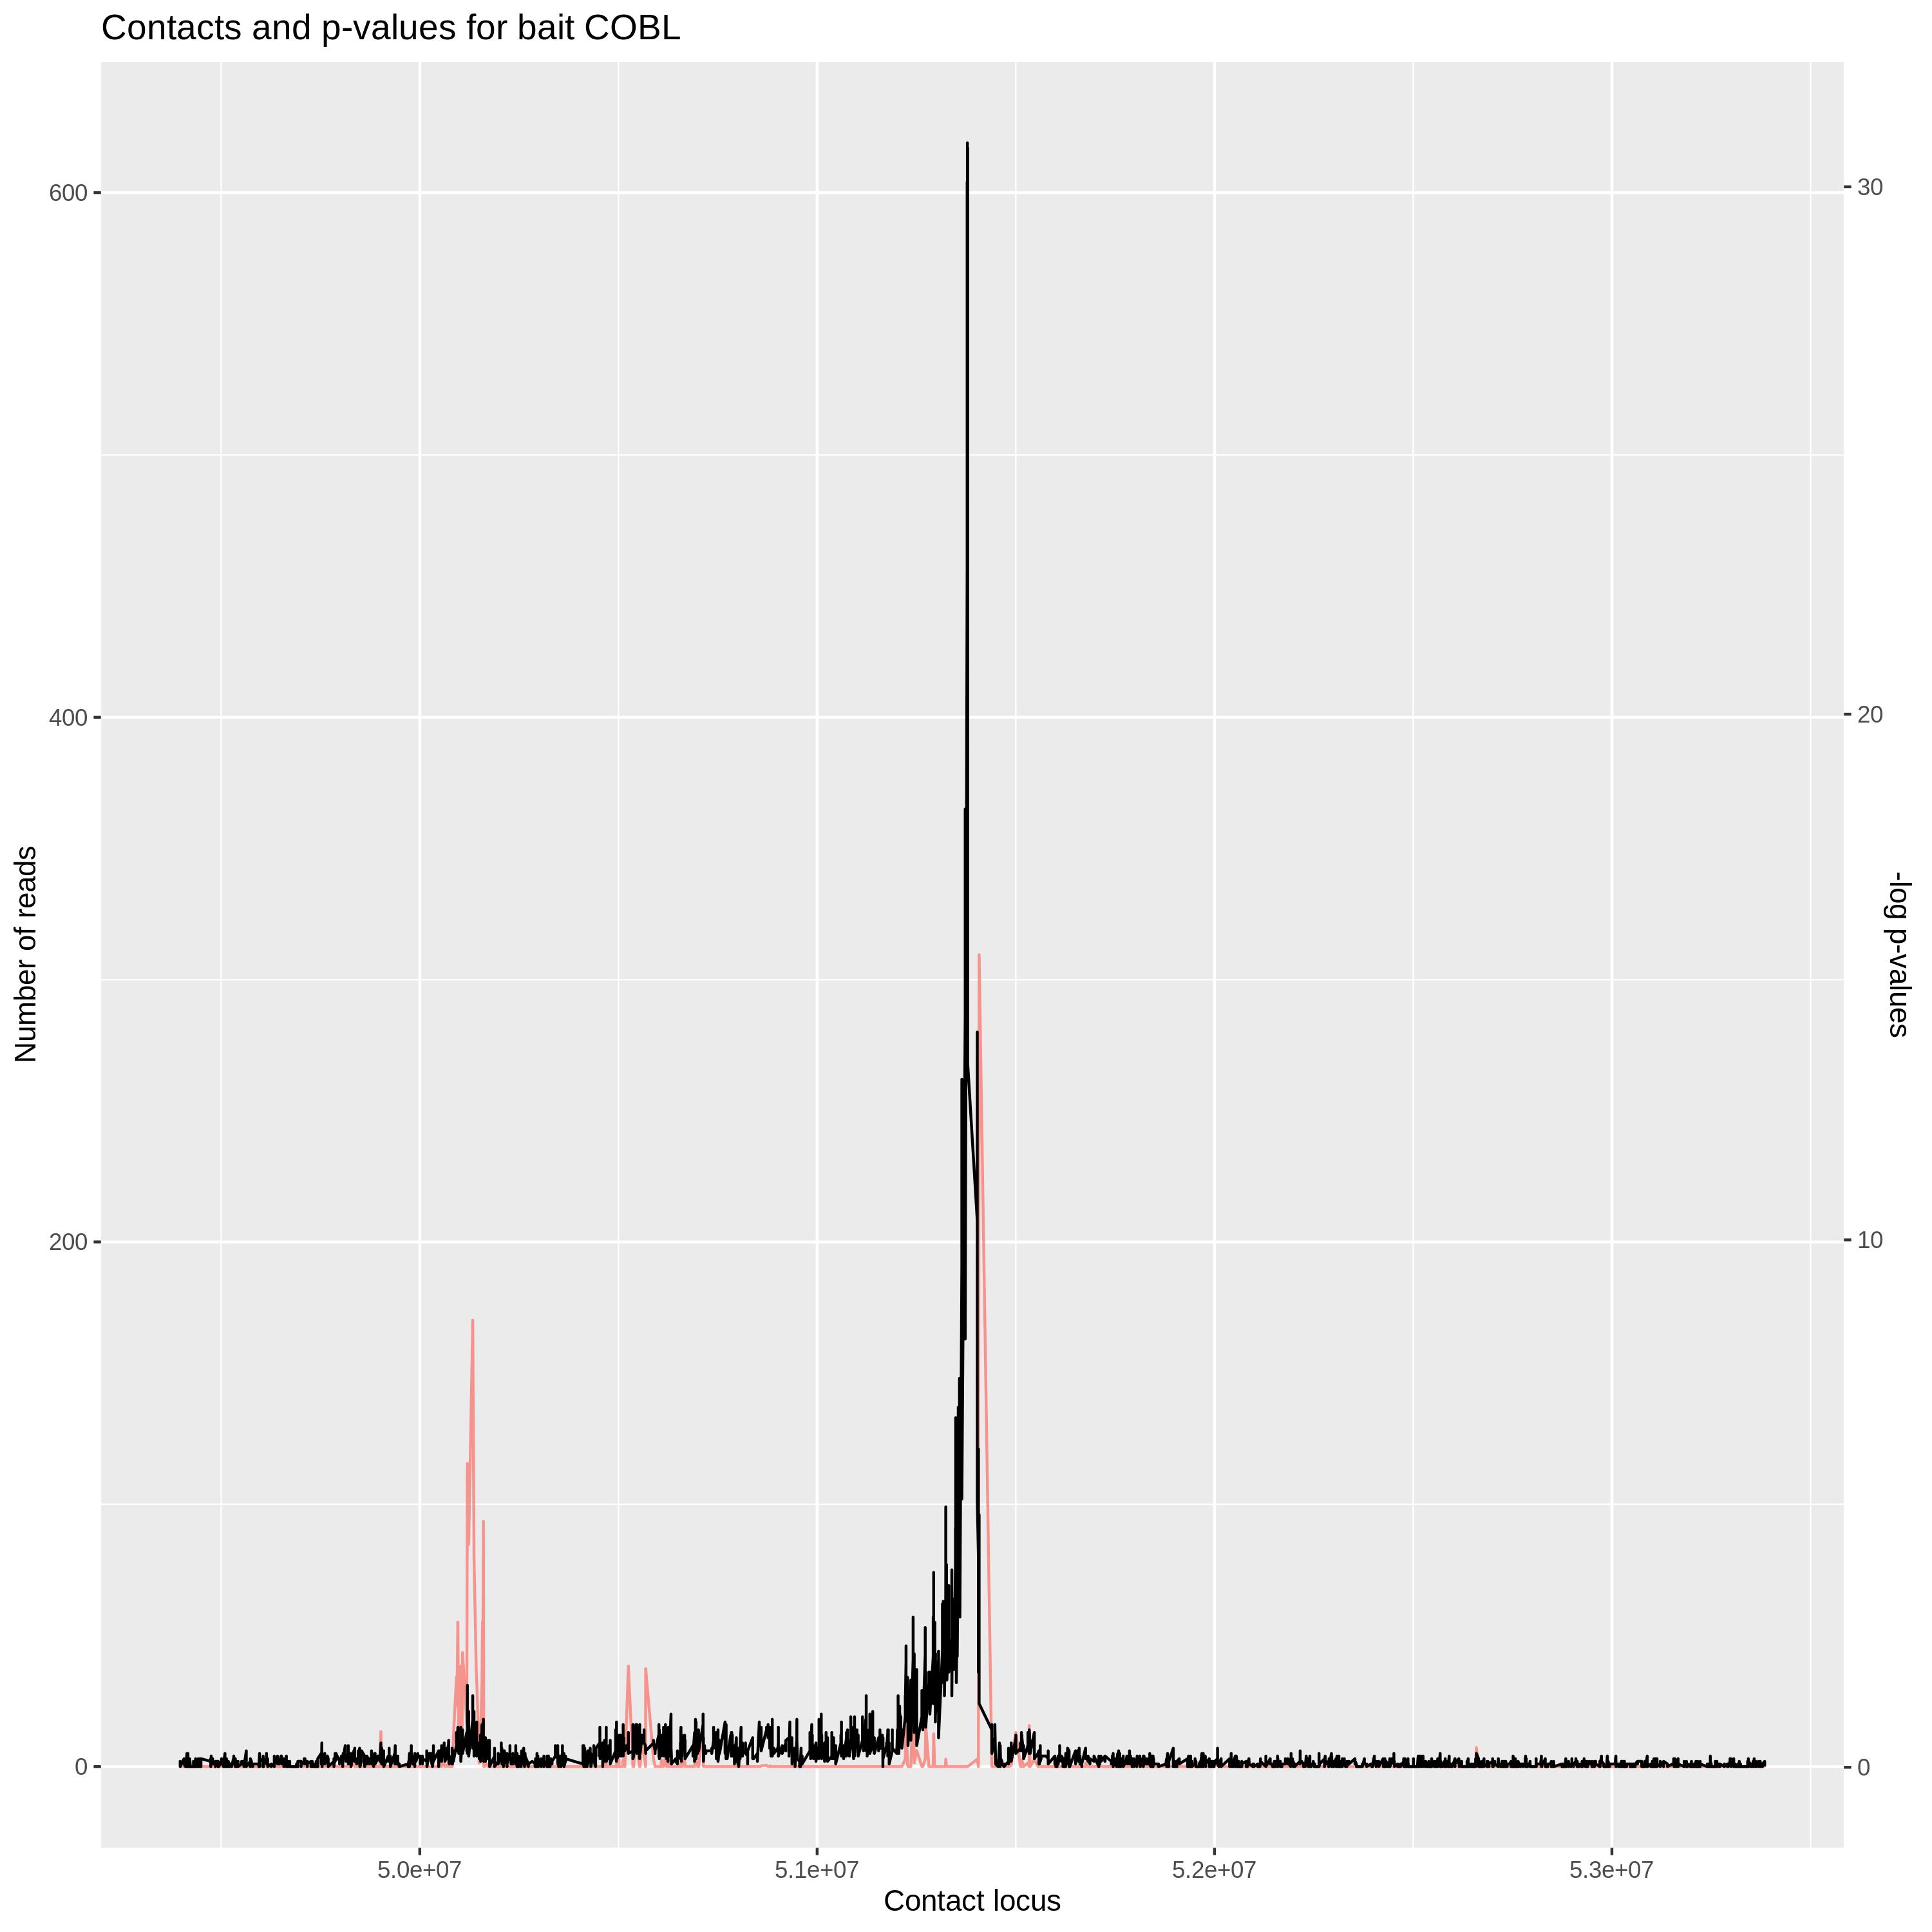 Contacts and p-values for bait COBL
600
400
200
0
Number of reads
30
20
10
0
-log p-values
5.0e+07
5.1e+07
5.2e+07
5.3e+07
Contact locus